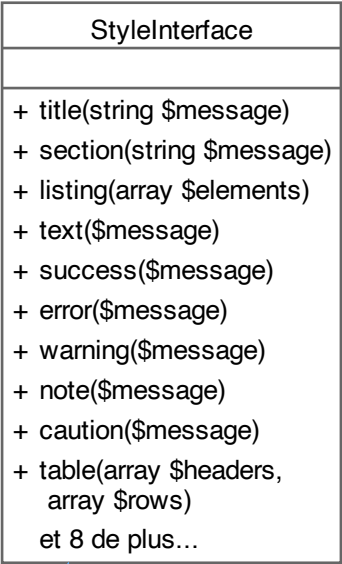 StyleInterface
+ title(string $message)
+ section(string $message)
+ listing(array $elements)
+ text($message)
+ success($message)
+ error($message)
+ warning($message)
+ note($message)
+ caution($message)
+ table(array $headers,
array $rows)
et 8 de plus...